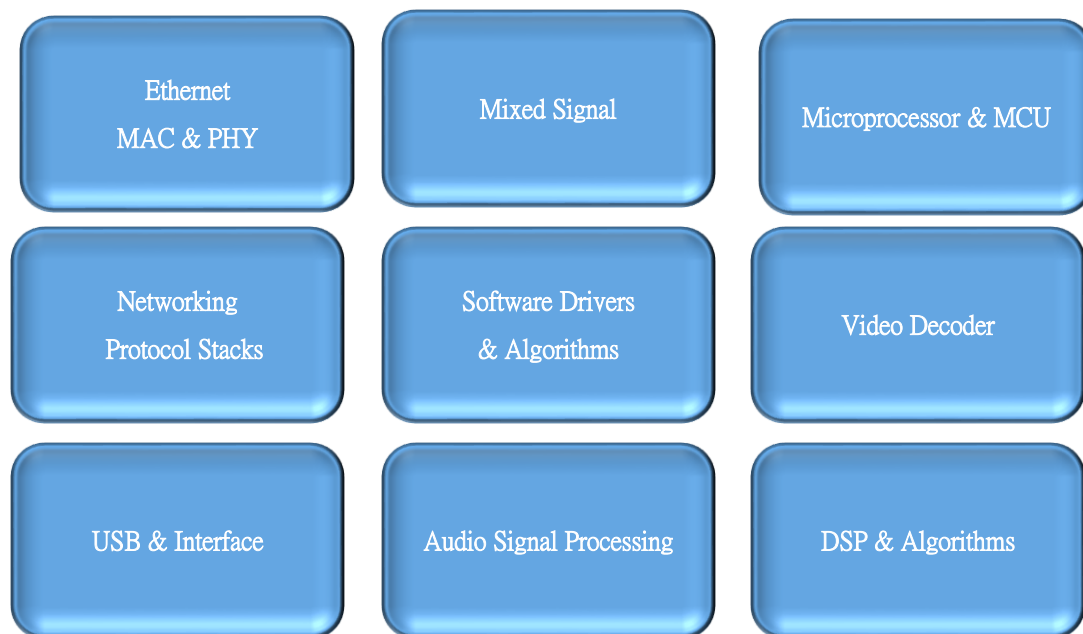 Ethernet
MAC & PHY
Mixed Signal
Microprocessor & MCU
Networking
Protocol Stacks
Software Drivers
& Algorithms
Video Decoder
USB & Interface
Audio Signal Processing
DSP & Algorithms